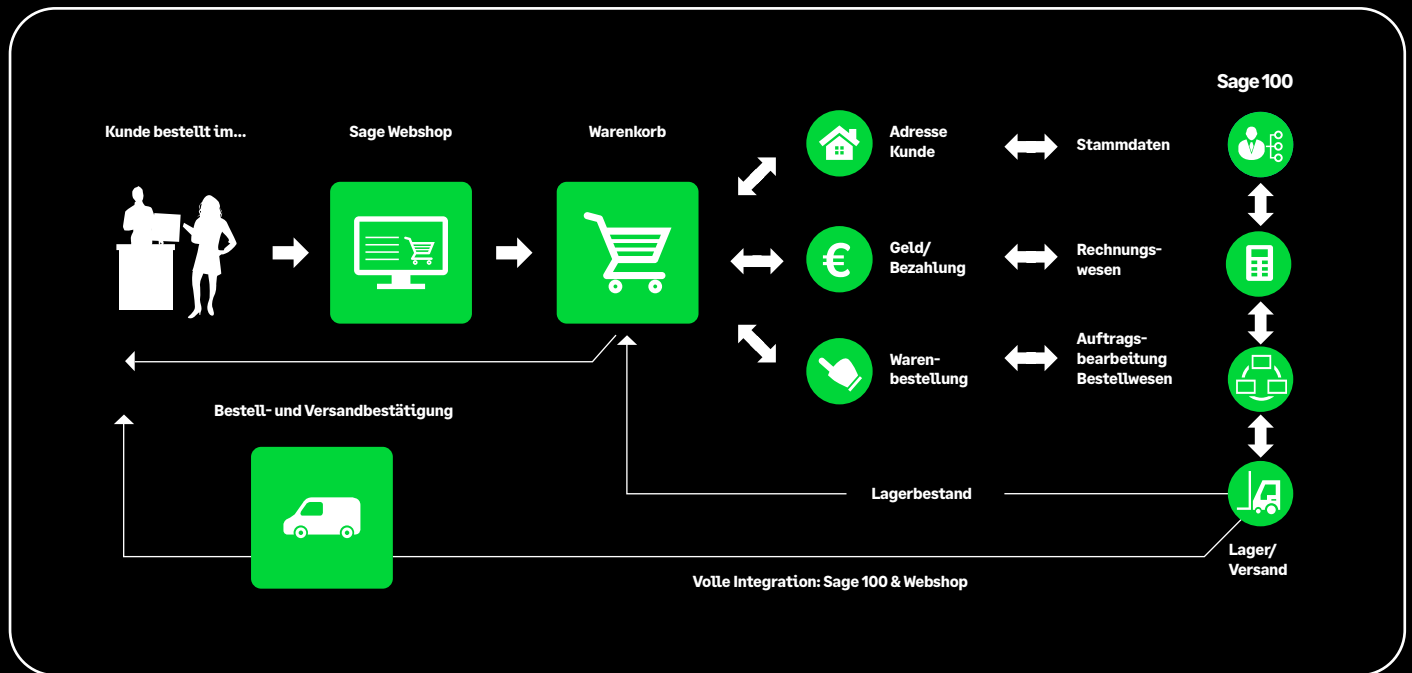 Sage 100
Kunde bestellt im...
Sage Webshop
Warenkorb
Adresse
Kunde
Stammdaten
Geld/
Bezahlung
Rechnungs-
wesen
Waren-
bestellung
Auftrags-
bearbeitung
Bestellwesen
Bestell- und Versandbestätigung
Lagerbestand
Lager/
Versand
Volle Integration: Sage 100 & Webshop